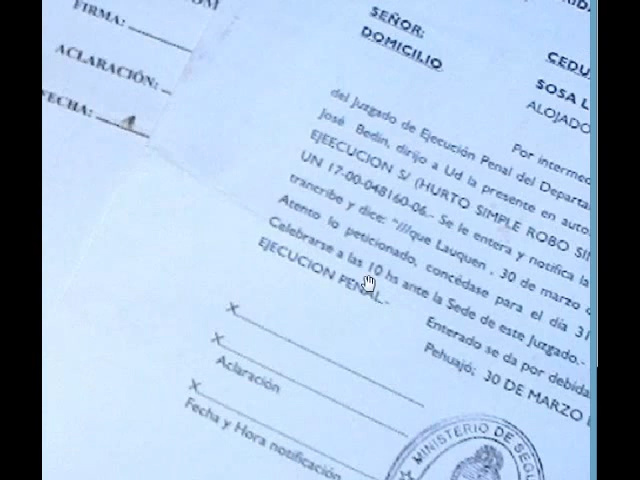 FIRMA:
ACLARACIÓN:
FECHA:
SEÑOR:
DOMICILIO
CEDU
SOSA L
ALOJADO
Por intermed
del Juzgado de Ejecución Penal del Departa
José Bedin, dirijo a Ud la presente en auto
EJEECUCION S/ (HURTO SIMPLE ROBO SI
UN 17-00-048160-06.- Se le entera y notifica la
trancribe y dice: "///que Lauquen , 30 de marzo
Atento lo peticionado, concédase para el día 31
Celebrarse a las 10 hs ante la Sede de este Juzgado.-
EJECUCION PENAL.-
Enterado se da por debida
Pehuajó; 30 DE MARZO
X
X
Aclaración
X
Fecha y Hora notificación
MINISTERIO DE SEGU